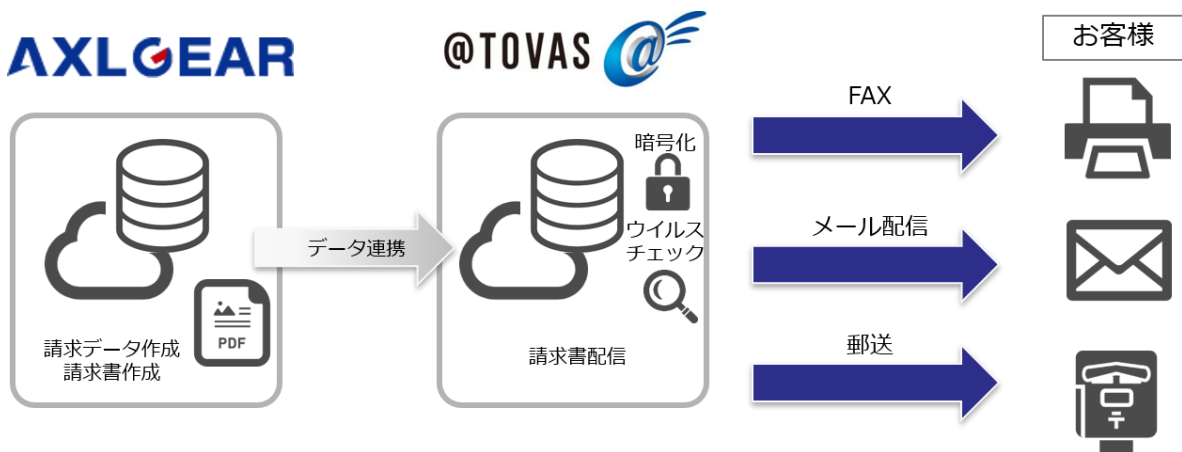 AXLGEAR
@TOVAS @
お客様
請求データ作成
請求書作成
PDF
データ連携
暗号化
ウイルス
チェック
請求書配信
FAX
メール配信
郵送
〒